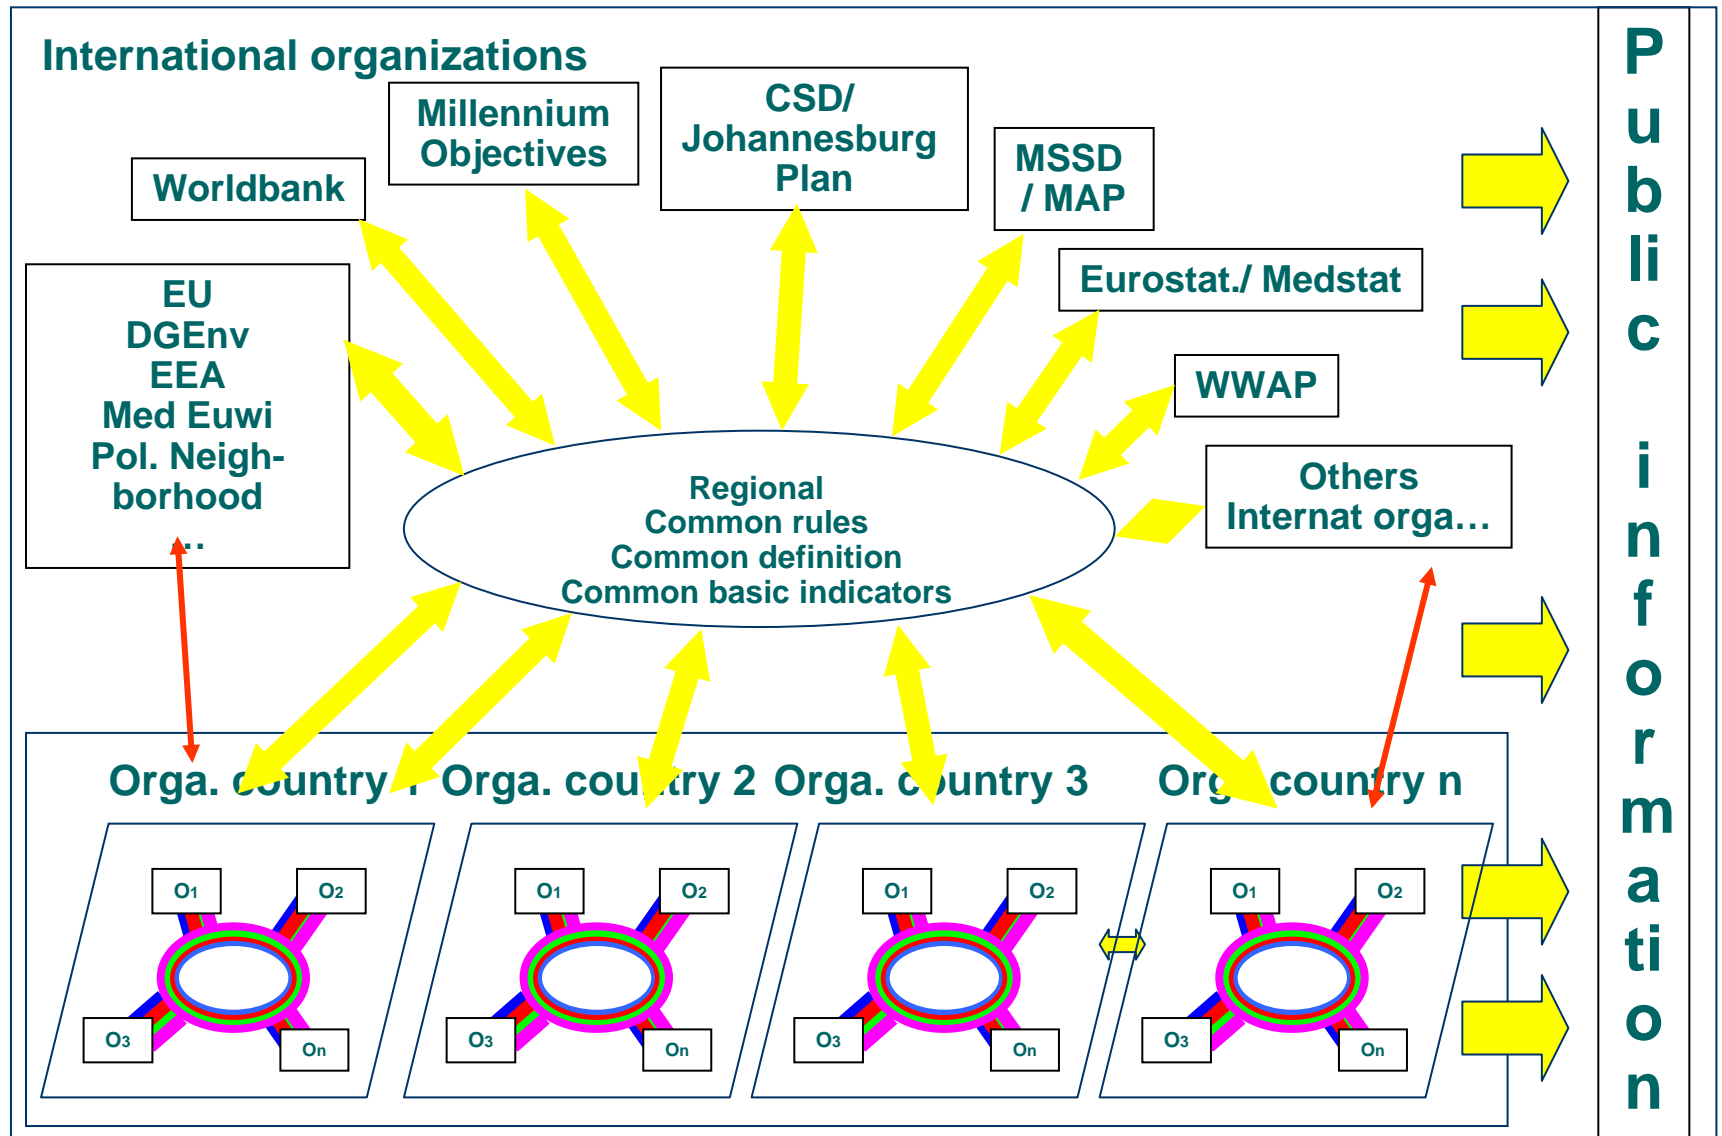 International organizations
Millennium
Objectives
CSD/
Johannesburg
Plan
MSSD
/ MAP
Worldbank
Eurostat./ Medstat
EU
DGEnv
EEA
Med Euwi
Pol. Neigh-
borhood
...
WWAP
Others
Internat orga...
Regional
Common rules
Common definition
Common basic indicators
Orga. country 1
Orga. country 2
Orga. country 3
Orga. country n
O1
O2
O3
On
O1
O2
O3
On
O1
O2
O3
On
O1
O2
O3
On
P
u
b
li
c
i
n
f
o
r
m
a
ti
o
n